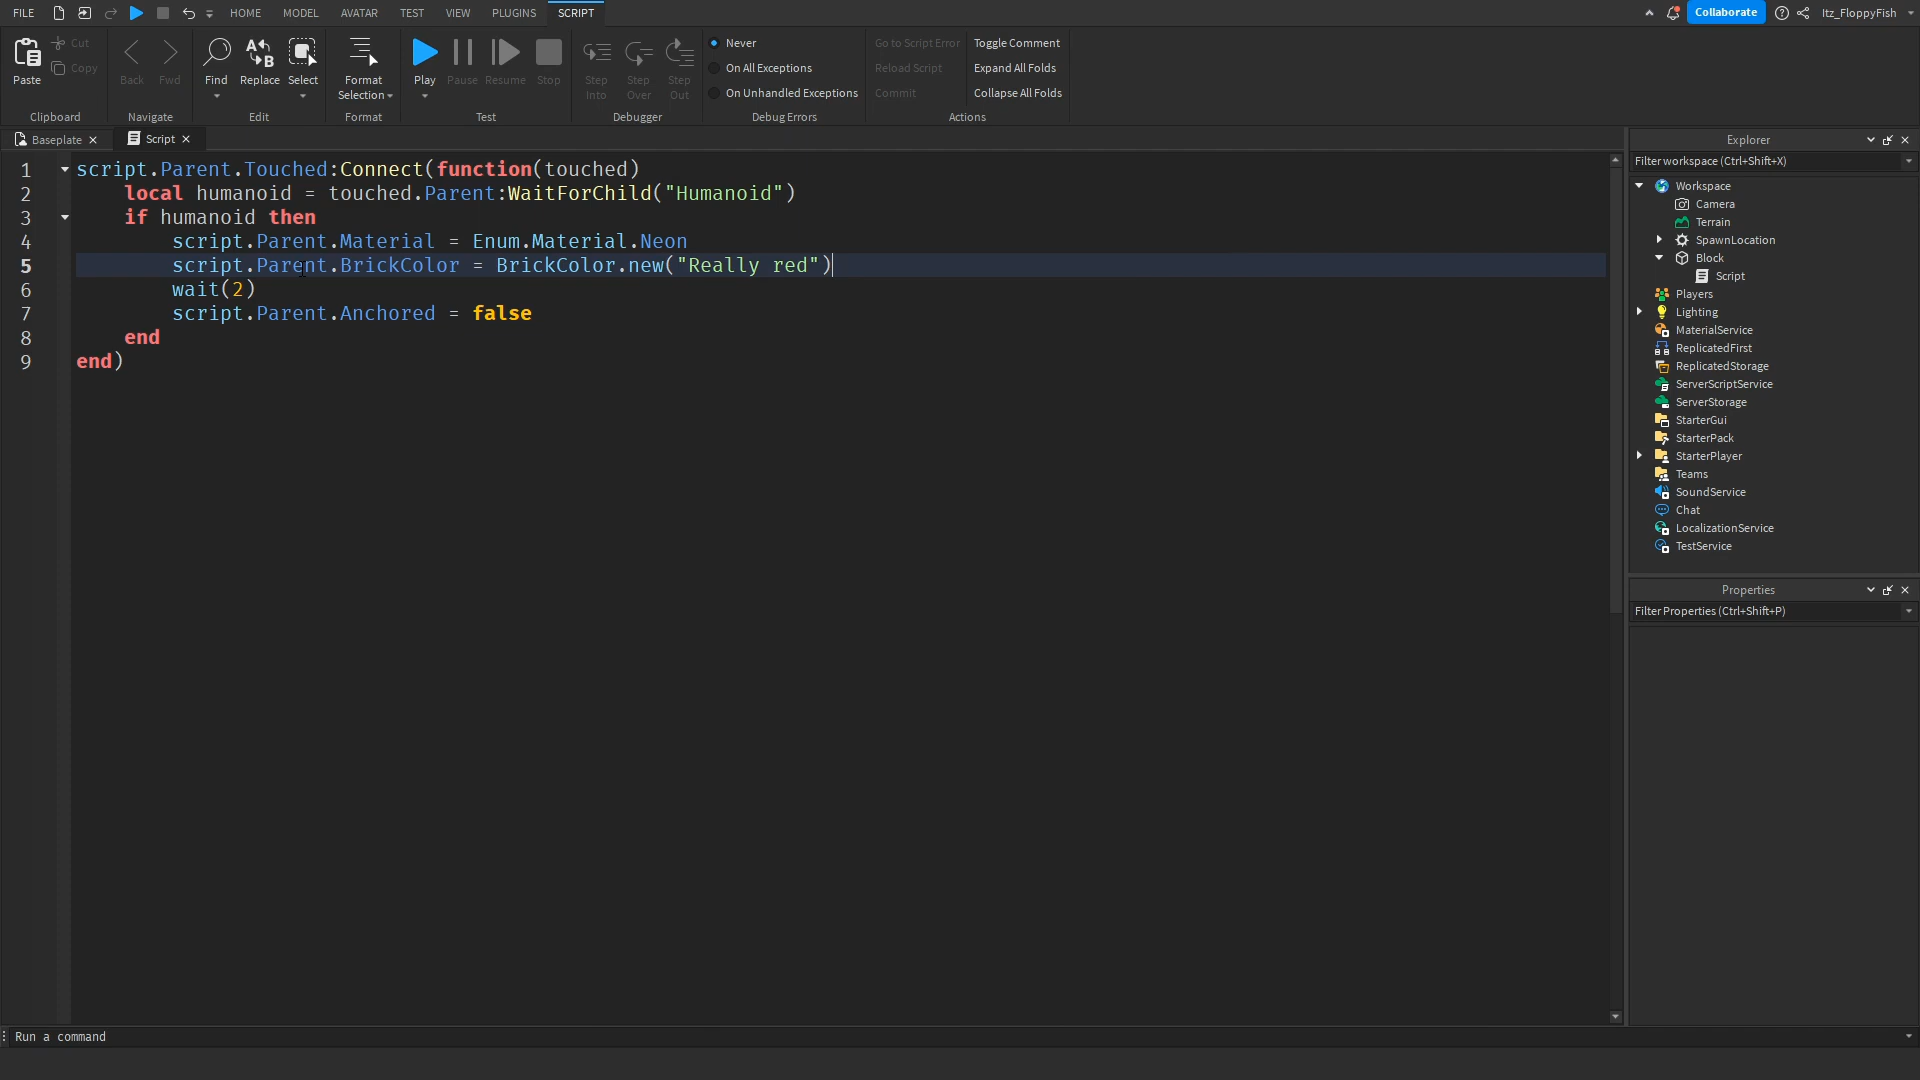 FILE HOME MODEL AVATAR TEST VIEW PLUGINS SCRIPT Collaborate Itz_FloppyFish
Paste Cut Copy
Clipboard
Back Fwd
Navigate
Find Replace Select
Edit
Format Selection
Format
Play Pause Resume Stop
Test
Step Into Step Over Step Out
Debugger
Never
On All Exceptions
On Unhandled Exceptions
Debug Errors
Go to Script Error Toggle Comment
Reload Script Expand All Folds
Commit Collapse All Folds
Actions
Baseplate Script
1 script.Parent.Touched:Connect(function(touched)
2 local humanoid = touched.Parent:WaitForChild("Humanoid")
3 if humanoid then
4 script.Parent.Material = Enum.Material.Neon
5 script.Parent.BrickColor = BrickColor.new("Really red")
6 wait(2)
7 script.Parent.Anchored = false
8 end
9 end)
Explorer
Filter workspace (Ctrl+Shift+X)
Workspace
Camera
Terrain
SpawnLocation
Block
Script
Players
Lighting
MaterialService
ReplicatedFirst
ReplicatedStorage
ServerScriptService
ServerStorage
StarterGui
StarterPack
StarterPlayer
Teams
SoundService
Chat
LocalizationService
TestService
Properties
Filter Properties (Ctrl+Shift+P)
Run a command